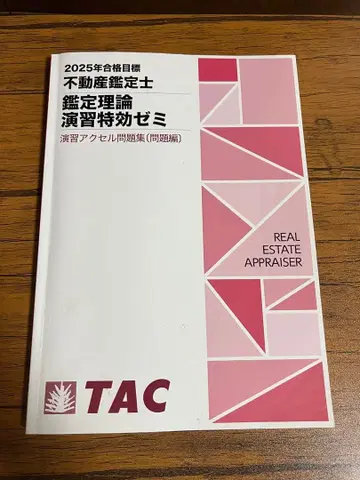 2025年合格目標
不動産鑑定士
鑑定理論
演習特効ゼミ
演習アクセル問題集(問題編)
REAL
ESTATE
APPRAISER
TAC